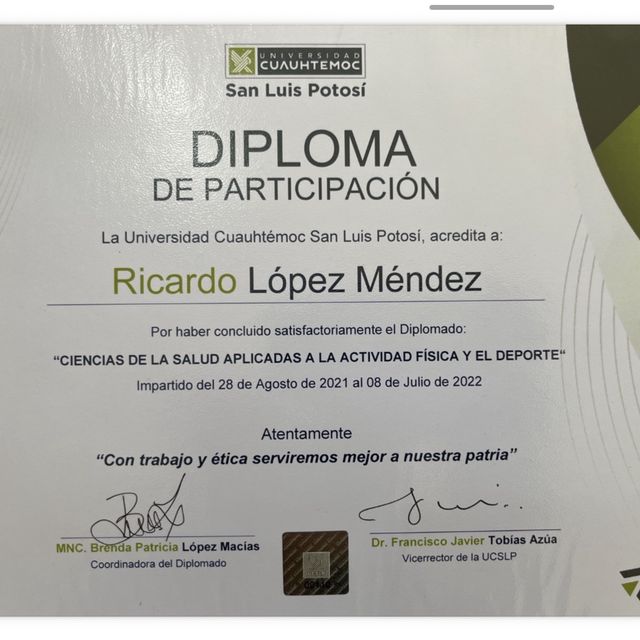 UNIVERSIDAD
CUAUHTEMOC
San Luis Potosí
DIPLOMA
DE PARTICIPACIÓN
La Universidad Cuauhtémoc San Luis Potosí, acredita a:
Ricardo López Méndez
Por haber concluido satisfactoriamente el Diplomado:
“CIENCIAS DE LA SALUD APLICADAS A LA ACTIVIDAD FÍSICA Y EL DEPORTE“
Impartido del 28 de Agosto de 2021 al 08 de Julio de 2022
Atentamente
“Con trabajo y ética serviremos mejor a nuestra patria”
MNC. Brenda Patricia López Macías
Coordinadora del Diplomado
Dr. Francisco Javier Tobías Azúa
Vicerrector de la UCSLP